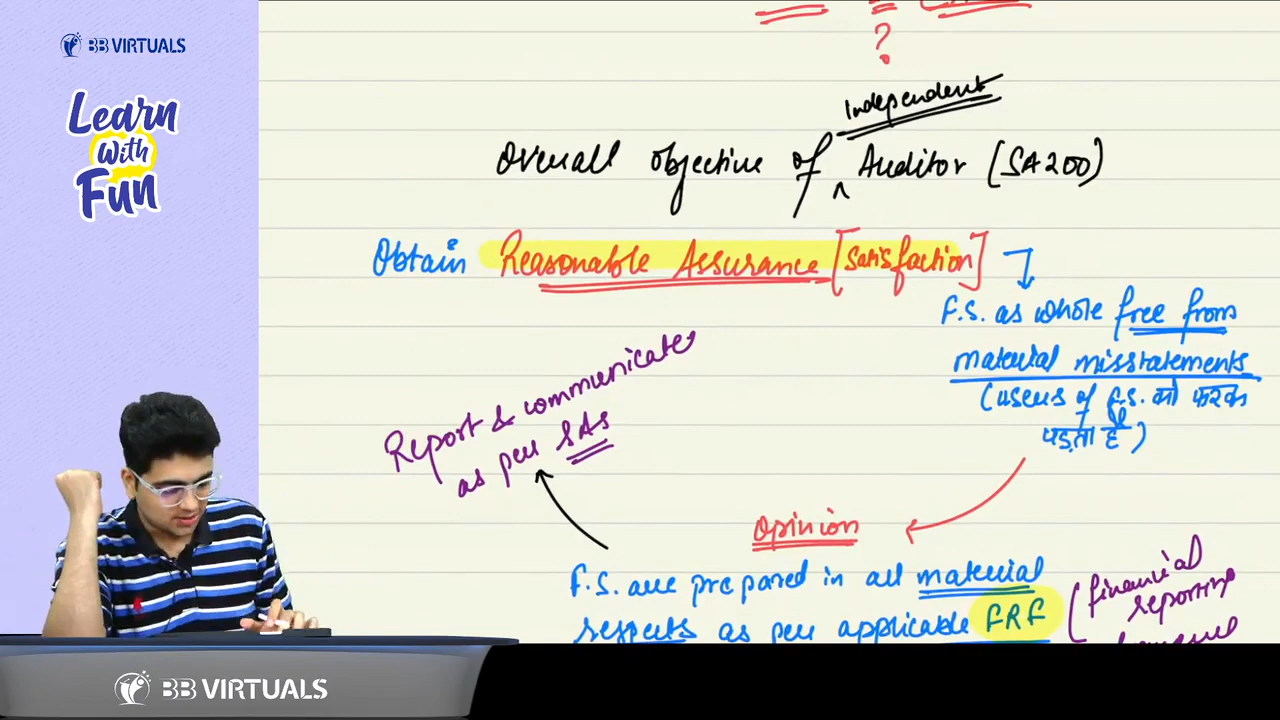 BB VIRTUALS
Learn
with
Fun
?
Independent
Overall objective of ^ Auditor [SA 200)
Obtain Reasonable Assurance [Satisfaction]
F.S. as whole free from
material misstatements
(users of F.S. को फरक
पड़ता है)
Report & communicate
as per SAs
Opinion
F.S. are prepared in all material
respects as per applicable FRF
(financial
reporting
BB VIRTUALS